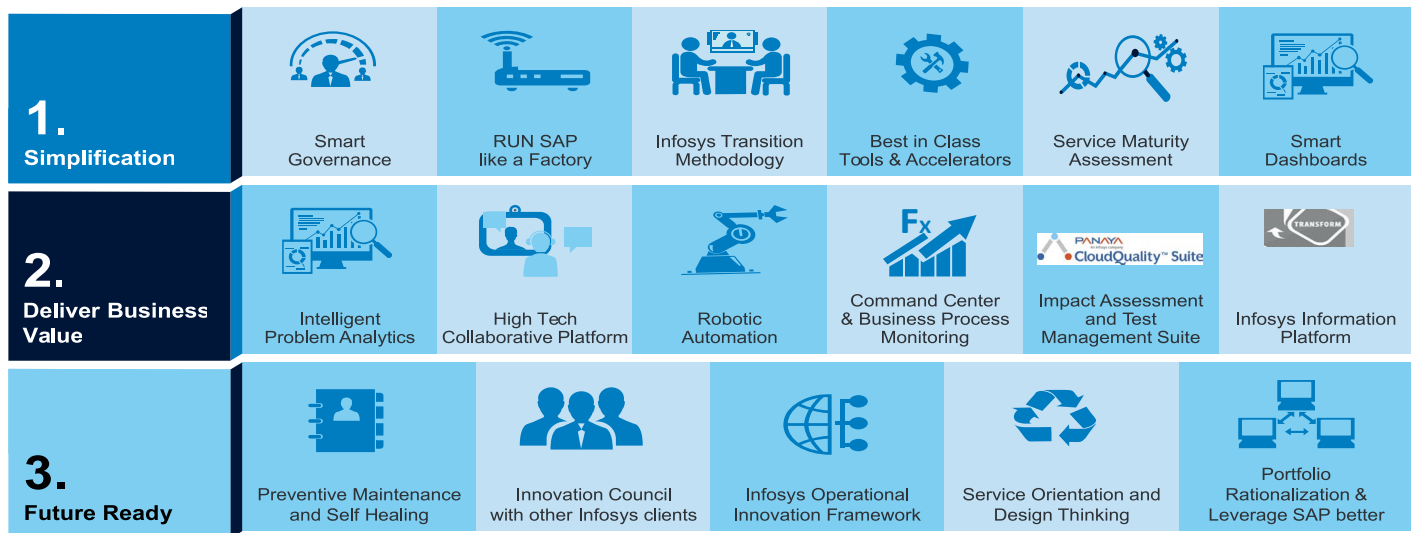 1.
Simplification
Smart
Governance
RUN SAP
like a Factory
Infosys Transition
Methodology
Best in Class
Tools & Accelerators
Service Maturity
Assessment
Smart
Dashboards
2.
Deliver Business
Value
Intelligent
Problem Analytics
High Tech
Collaborative Platform
Robotic
Automation
Fx
Command Center
& Business Process
Monitoring
PANAYA
an Infosys company
CloudQuality™ Suite
Impact Assessment
and Test
Management Suite
TRANSFORM
Infosys Information
Platform
3.
Future Ready
Preventive Maintenance
and Self Healing
Innovation Council
with other Infosys clients
Infosys Operational
Innovation Framework
Service Orientation and
Design Thinking
Portfolio
Rationalization &
Leverage SAP better